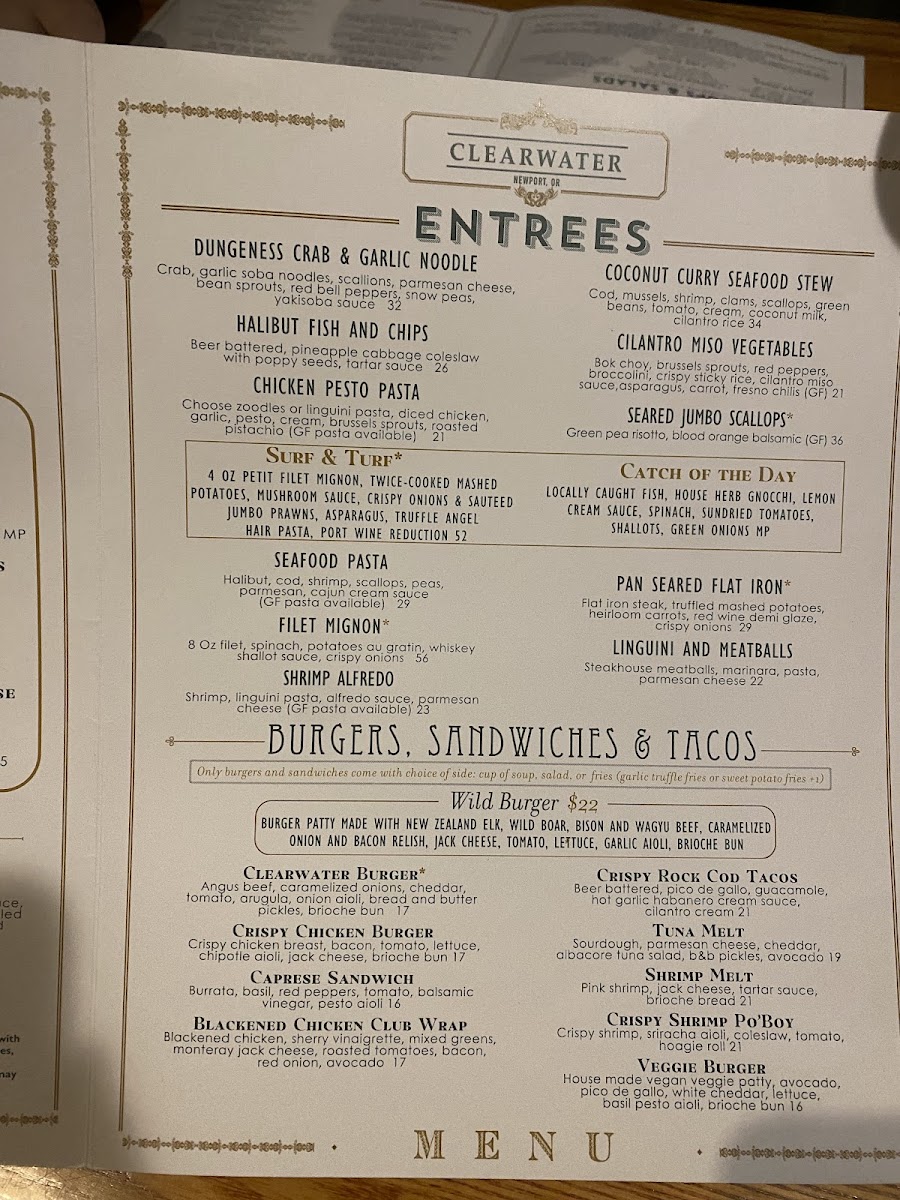 & SALADS
CLEARWATER
NEWPORT, OR
ENTREES
DUNGENESS CRAB & GARLIC NOODLE
Crab, garlic soba noodles, scallions, parmesan cheese,
bean sprouts, red bell peppers, snow peas,
yakisoba sauce 32
HALIBUT FISH AND CHIPS
Beer battered, pineapple cabbage coleslaw
with poppy seeds, tartar sauce 26
CHICKEN PESTO PASTA
Choose zoodles or linguini pasta, diced chicken,
garlic, pesto, cream, brussels sprouts, roasted
pistachio (GF pasta available) 21
COCONUT CURRY SEAFOOD STEW
Cod, mussels, shrimp, clams, scallops, green
beans, tomato, cream, coconut milk,
cilantro rice 34
CILANTRO MISO VEGETABLES
Bok choy, brussels sprouts, red peppers,
broccolini, crispy sticky rice, cilantro miso
sauce,asparagus, carrot, fresno chilis (GF) 21
SEARED JUMBO SCALLOPS*
Green pea risotto, blood orange balsamic (GF) 36
SURF & TURF*
4 OZ PETIT FILET MIGNON, TWICE-COOKED MASHED
POTATOES, MUSHROOM SAUCE, CRISPY ONIONS & SAUTEED
JUMBO PRAWNS, ASPARAGUS, TRUFFLE ANGEL
HAIR PASTA, PORT WINE REDUCTION 52
CATCH OF THE DAY
LOCALLY CAUGHT FISH, HOUSE HERB GNOCCHI, LEMON
CREAM SAUCE, SPINACH, SUNDRIED TOMATOES,
SHALLOTS, GREEN ONIONS MP
SEAFOOD PASTA
Halibut, cod, shrimp, scallops, peas,
parmesan, cajun cream sauce
(GF pasta available) 29
FILET MIGNON*
8 Oz filet, spinach, potatoes au gratin, whiskey
shallot sauce, crispy onions 56
SHRIMP ALFREDO
Shrimp, linguini pasta, alfredo sauce, parmesan
cheese (GF pasta available) 23
PAN SEARED FLAT IRON*
Flat iron steak, truffled mashed potatoes,
heirloom carrots, red wine demi glaze,
crispy onions 29
LINGUINI AND MEATBALLS
Steakhouse meatballs, marinara, pasta,
parmesan cheese 22
BURGERS, SANDWICHES & TACOS
Only burgers and sandwiches come with choice of side: cup of soup, salad, or fries (garlic truffle fries or sweet potato fries +1)
Wild Burger $22
BURGER PATTY MADE WITH NEW ZEALAND ELK, WILD BOAR, BISON AND WAGYU BEEF, CARAMELIZED
ONION AND BACON RELISH, JACK CHEESE, TOMATO, LETTUCE, GARLIC AIOLI, BRIOCHE BUN
CLEARWATER BURGER*
Angus beef, caramelized onions, cheddar,
tomato, arugula, onion aioli, bread and butter
pickles, brioche bun 17
CRISPY CHICKEN BURGER
Crispy chicken breast, bacon, tomato, lettuce,
chipotle aioli, jack cheese, brioche bun 17
CAPRESE SANDWICH
Burrata, basil, red peppers, tomato, balsamic
vinegar, pesto aioli 16
BLACKENED CHICKEN CLUB WRAP
Blackened chicken, sherry vinaigrette, mixed greens,
monteray jack cheese, roasted tomatoes, bacon,
red onion, avocado 17
CRISPY ROCK COD TACOS
Beer battered, pico de gallo, guacamole,
hot garlic habanero cream sauce,
cilantro cream 21
TUNA MELT
Sourdough, parmesan cheese, cheddar,
albacore tuna salad, b&b pickles, avocado 19
SHRIMP MELT
Pink shrimp, jack cheese, tartar sauce,
brioche bread 21
CRISPY SHRIMP PO'BOY
Crispy shrimp, sriracha aioli, coleslaw, tomato,
hoagie roll 21
VEGGIE BURGER
House made vegan veggie patty, avocado,
pico de gallo, white cheddar, lettuce,
basil pesto aioli, brioche bun 16
MENU
MP
with